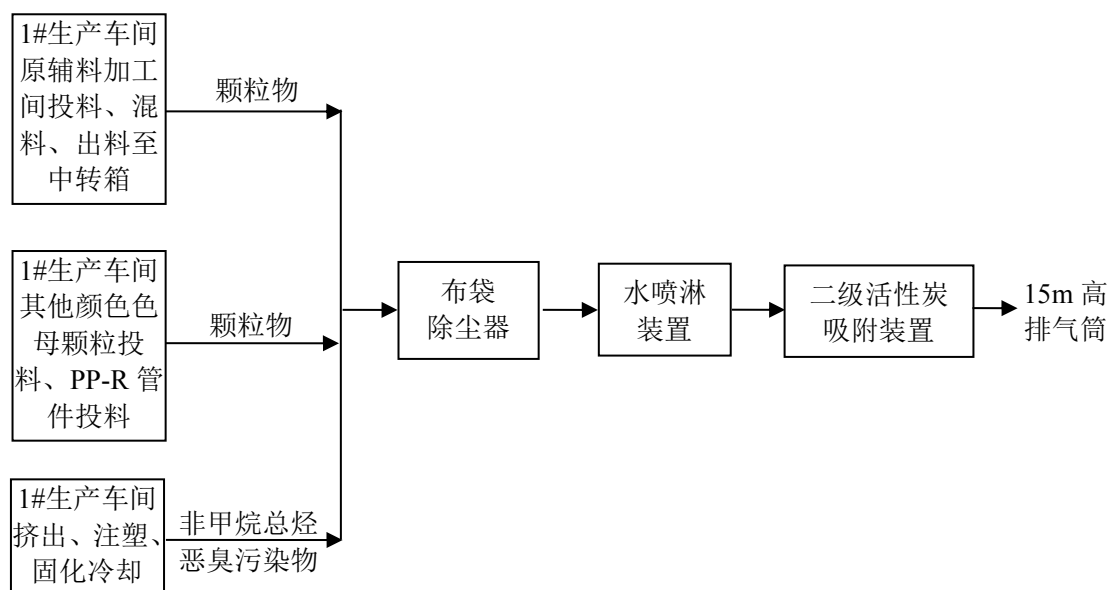 1#生产车间
原辅料加工
间投料、混
料、出料至
中转箱
颗粒物
1#生产车间
其他颜色色
母颗粒投
料、PP-R 管
件投料
颗粒物
1#生产车间
挤出、注塑、
固化冷却
非甲烷总烃
恶臭污染物
布袋
除尘器
水喷淋
装置
二级活性炭
吸附装置
15m 高
排气筒